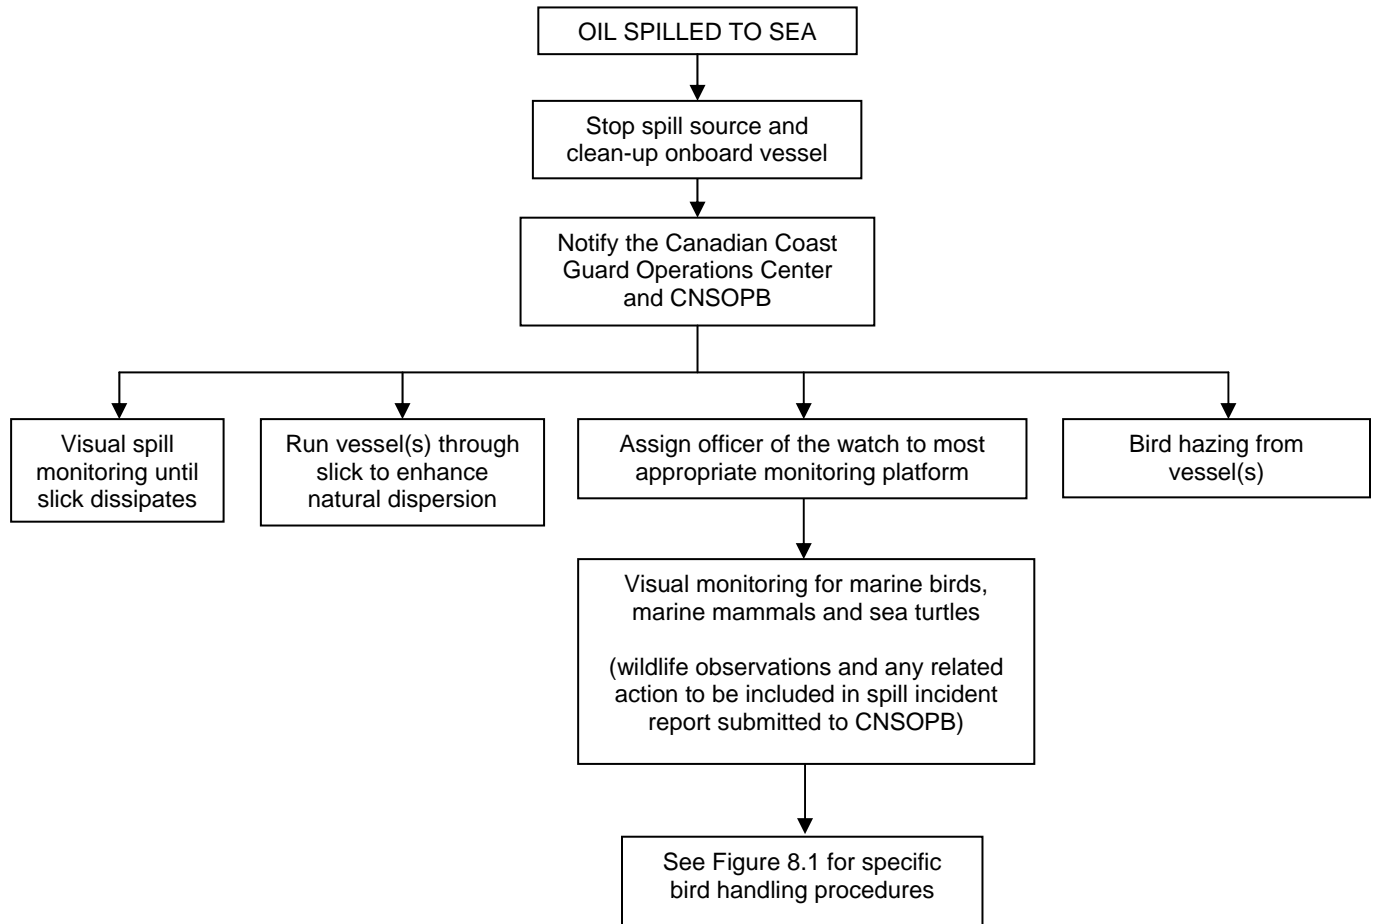 OIL SPILLED TO SEA
Stop spill source and
clean-up onboard vessel
Notify the Canadian Coast
Guard Operations Center
and CNSOPB
Visual spill
monitoring until
slick dissipates
Run vessel(s) through
slick to enhance
natural dispersion
Assign officer of the watch to most
appropriate monitoring platform
Bird hazing from
vessel(s)
Visual monitoring for marine birds,
marine mammals and sea turtles
(wildlife observations and any related
action to be included in spill incident
report submitted to CNSOPB)
See Figure 8.1 for specific
bird handling procedures